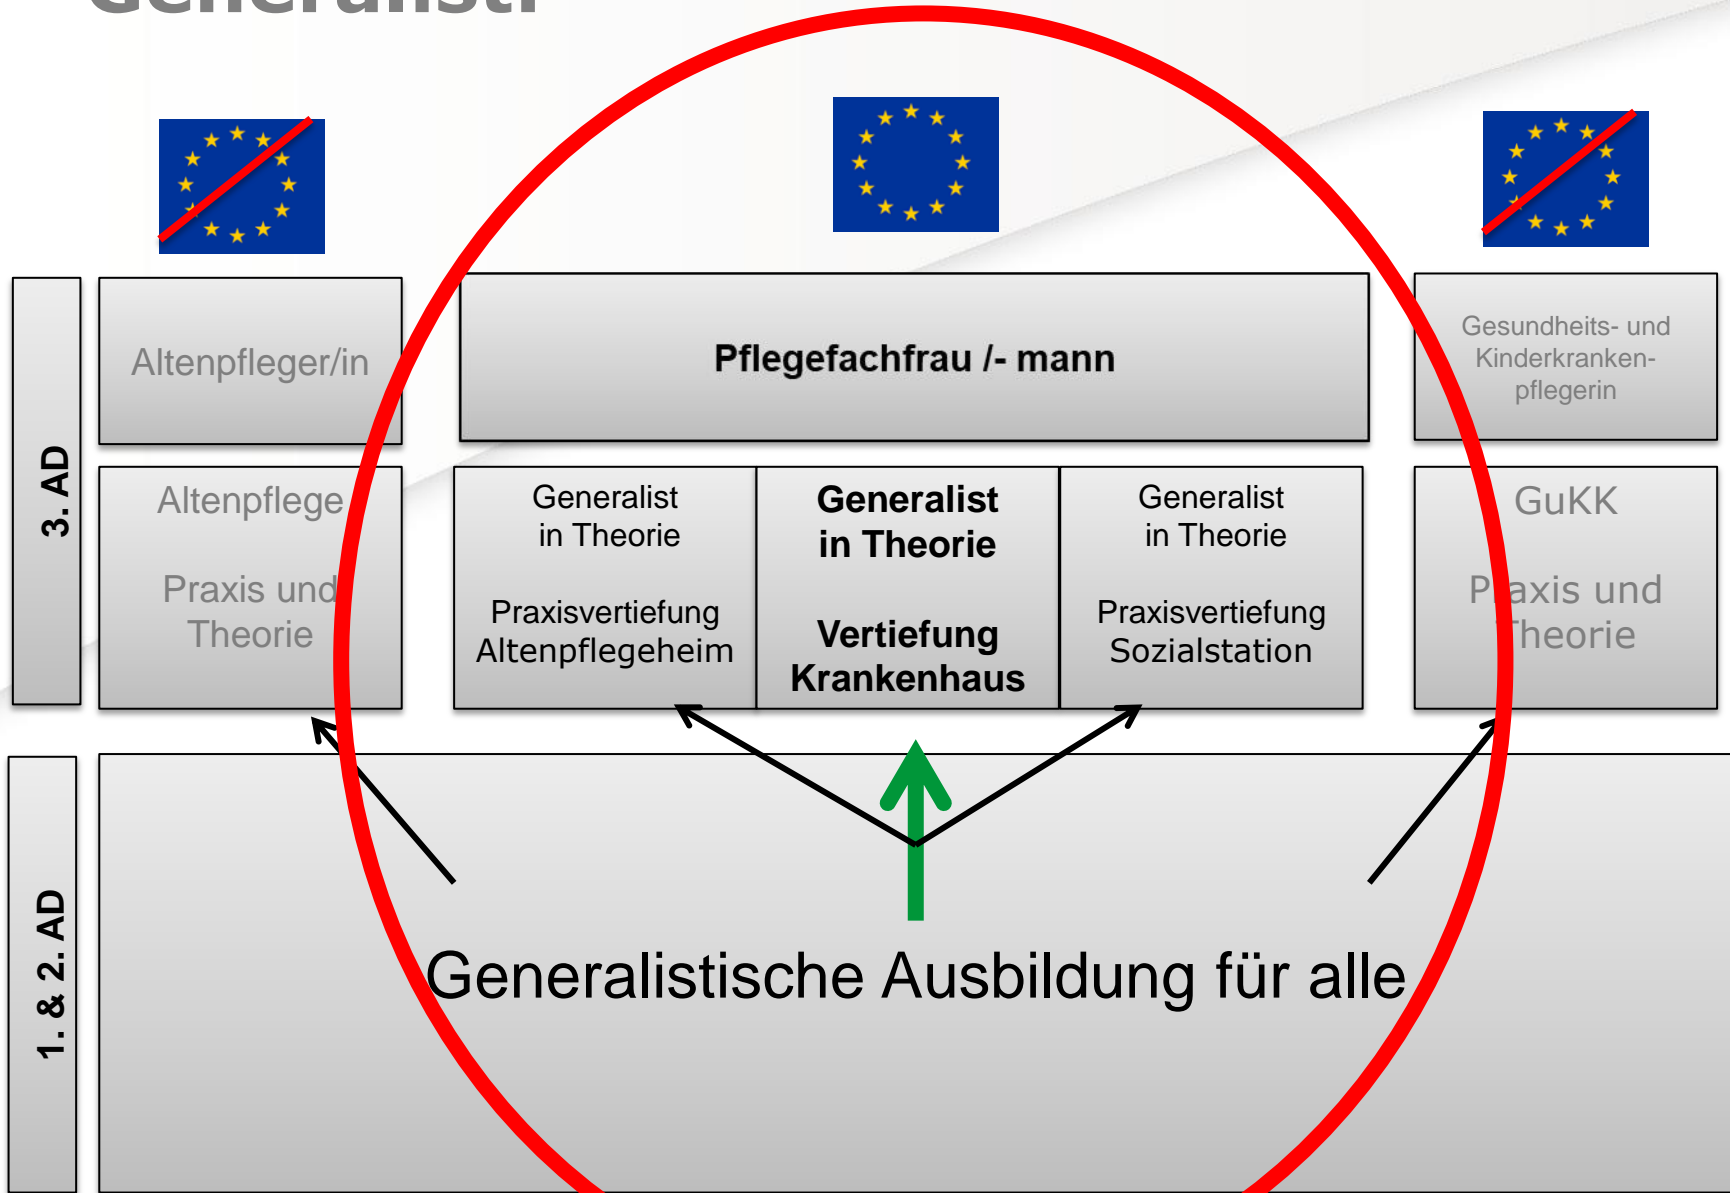 Altenpfleger/in
Pflegefachfrau /- mann
Gesundheits- und
Kinderkranken-
pflegerin
3. AD
Altenpflege
Praxis und
Theorie
Generalist
in Theorie
Praxisvertiefung
Altenpflegeheim
Generalist
in Theorie
Vertiefung
Krankenhaus
Generalist
in Theorie
Praxisvertiefung
Sozialstation
GuKK
Praxis und
Theorie
1. & 2. AD
Generalistische Ausbildung für alle